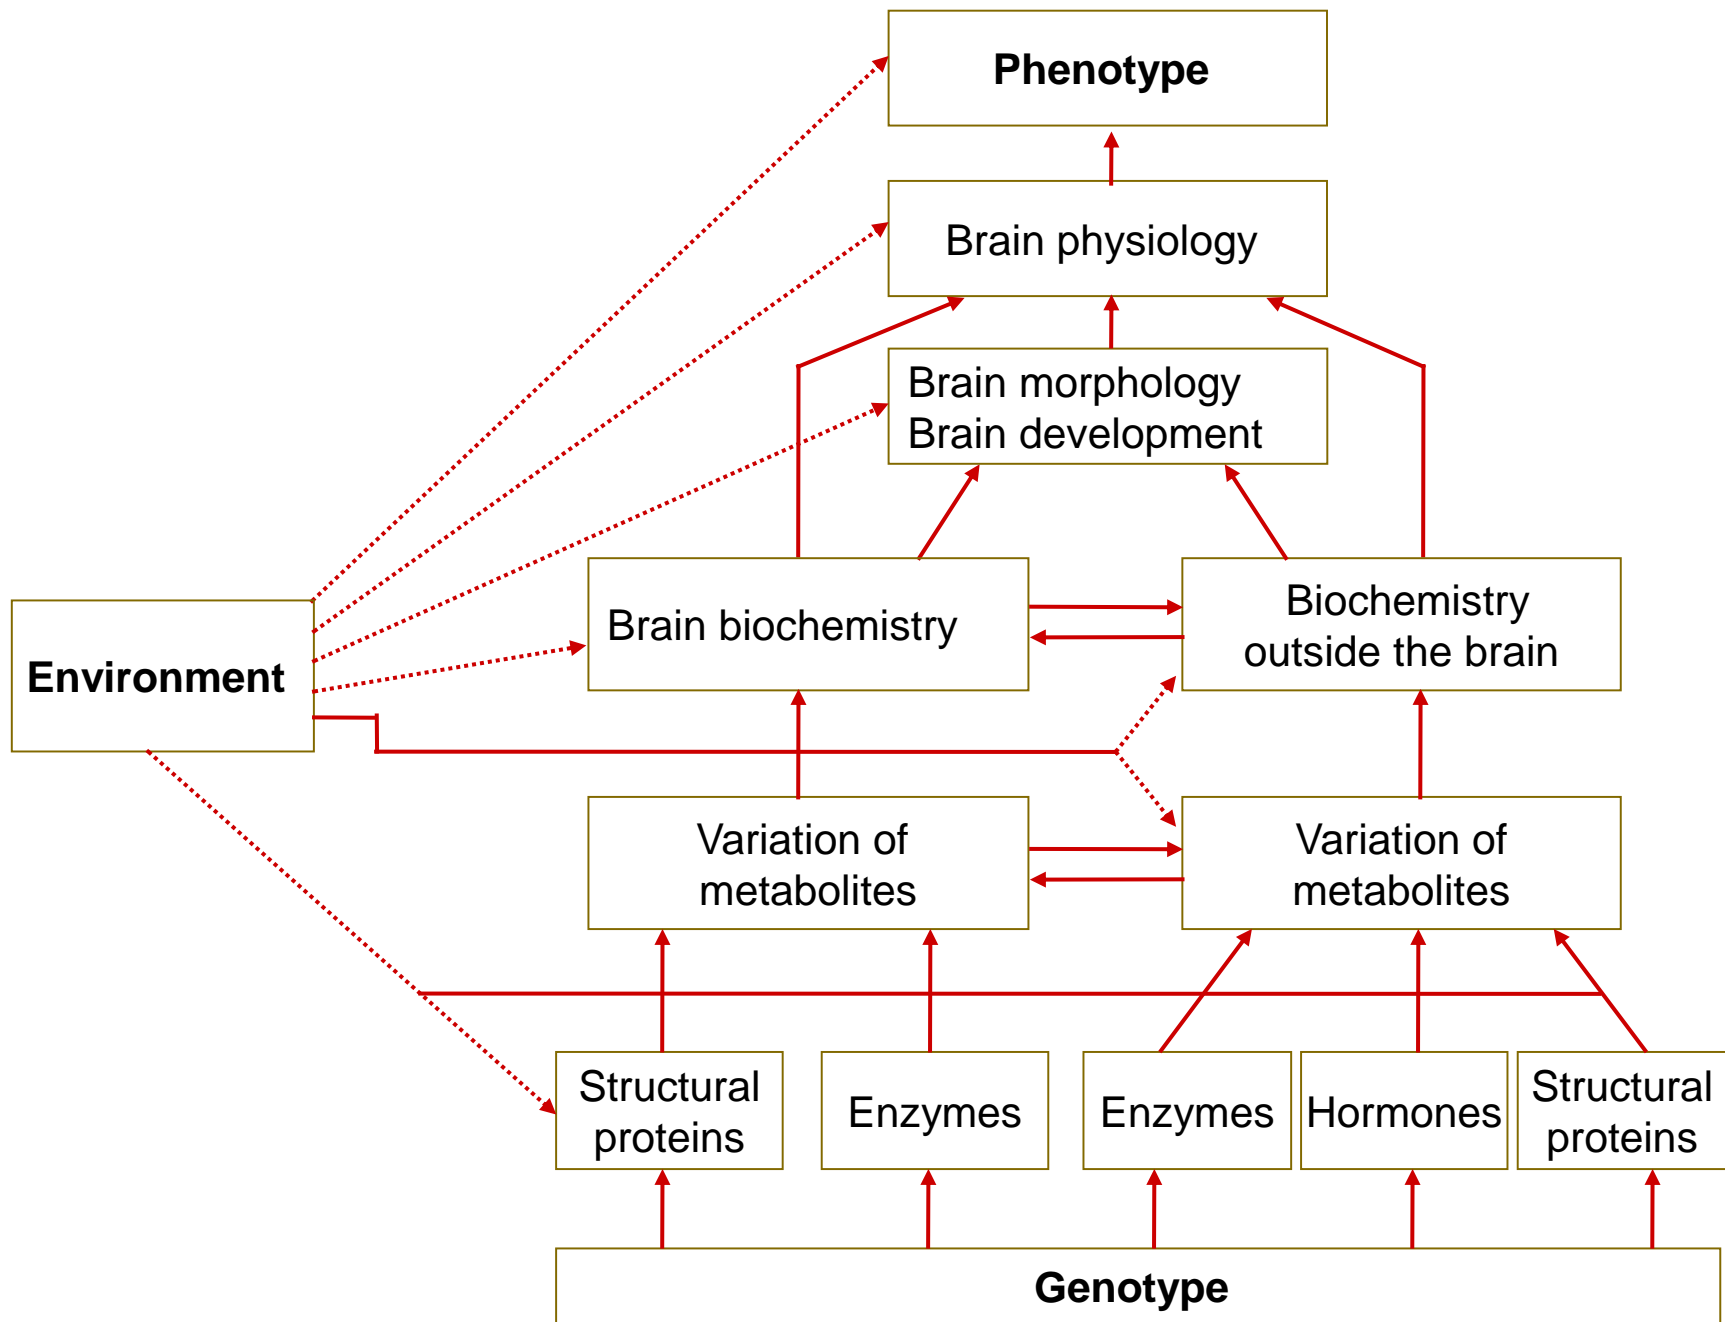 Phenotype
Brain physiology
Brain morphology
Brain development
Brain biochemistry
Biochemistry
outside the brain
Environment
Variation of
metabolites
Variation of
metabolites
Structural
proteins
Enzymes
Enzymes
Hormones
Structural
proteins
Genotype